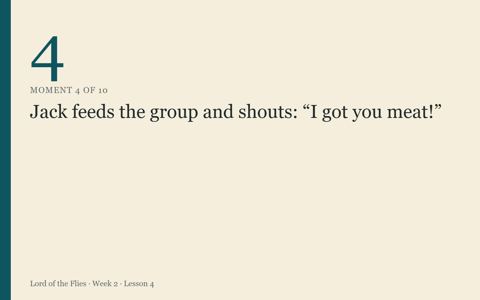 4
MOMENT 4 OF 10
Jack feeds the group and shouts: “I got you meat!”
Lord of the Flies · Week 2 · Lesson 4